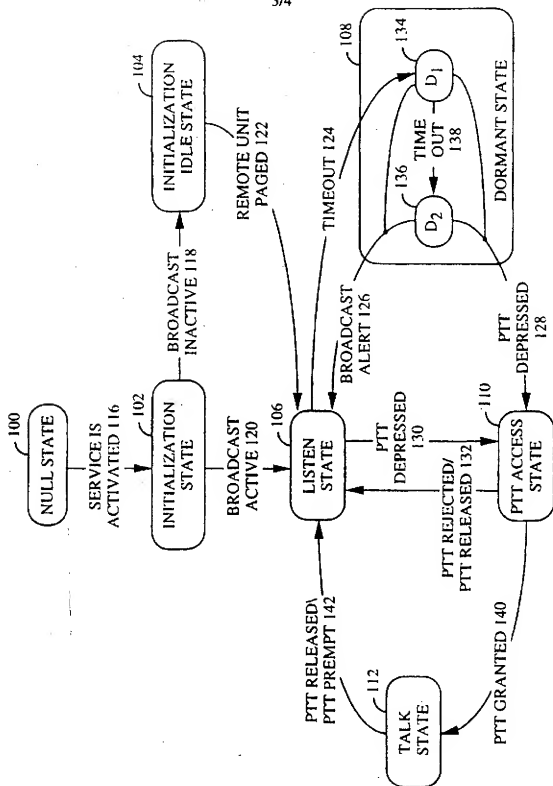 3/4
100
NULL STATE
SERVICE IS
ACTIVATED 116
102
INITIALIZATION
STATE
BROADCAST
INACTIVE 118
104
INITIALIZATION
IDLE STATE
BROADCAST
ACTIVE 120
REMOTE UNIT
PAGED 122
106
LISTEN
STATE
TIMEOUT 124
BROADCAST
ALERT 126
108
134
D1
TIME
OUT
138
136
D2
DORMANT STATE
PTT
DEPRESSED
128
PTT
DEPRESSED
130
PTT REJECTED/
PTT RELEASED 132
110
PTT ACCESS
STATE
PTT RELEASED\
PTT PREMPT 142
112
TALK
STATE
PTT GRANTED 140